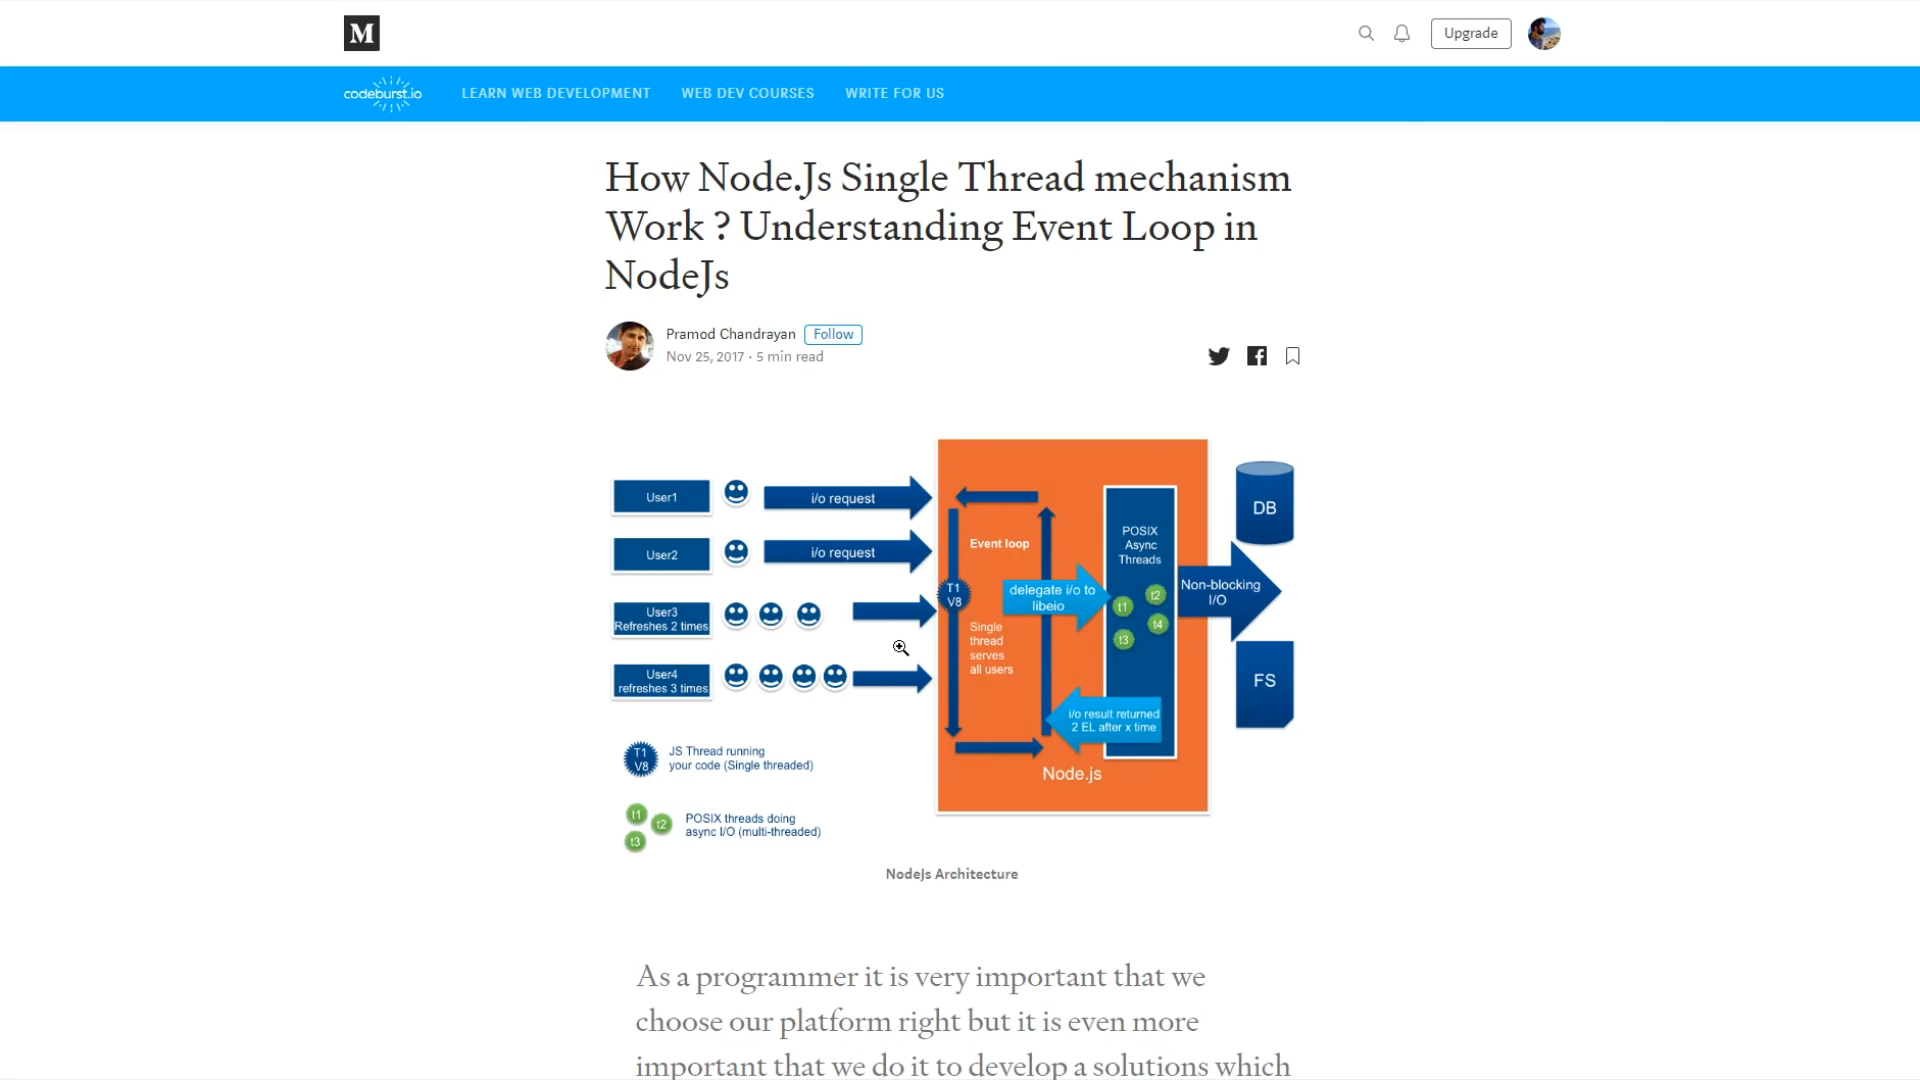 M
Upgrade
codeburst.io
LEARN WEB DEVELOPMENT
WEB DEV COURSES
WRITE FOR US
How Node.Js Single Thread mechanism
Work ? Understanding Event Loop in
NodeJs
Pramod Chandrayan
Follow
Nov 25, 2017 · 5 min read
User1
i/o request
User2
i/o request
User3
Refreshes 2 times
User4
refreshes 3 times
T1
V8
JS Thread running
your code (Single threaded)
t1
t2
t3
POSIX threads doing
async I/O (multi-threaded)
Event loop
T1
V8
delegate i/o to
libeio
Single
thread
serves
all users
POSIX
Async
Threads
t1
t2
t3
t4
i/o result returned
2 EL after x time
Node.js
Non-blocking
I/O
DB
FS
NodeJs Architecture
As a programmer it is very important that we
choose our platform right but it is even more
important that we do it to develop a solutions which